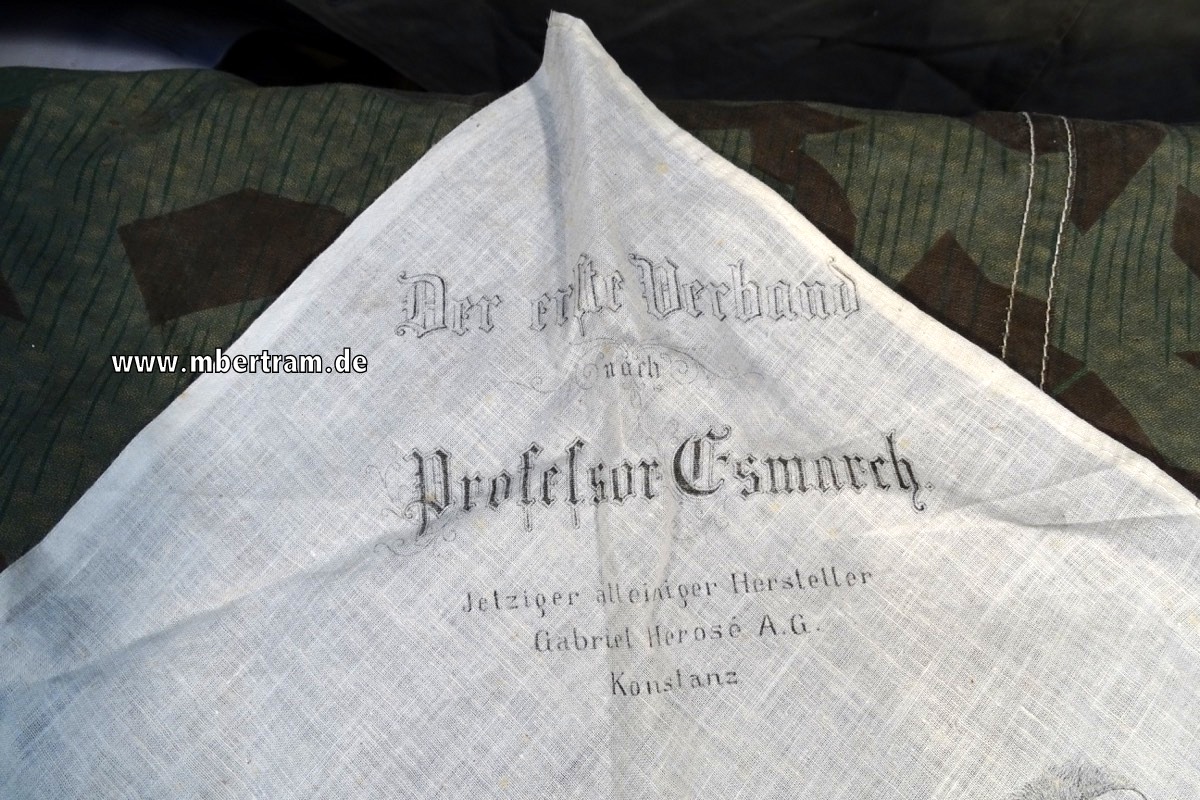 Der erſte Verband
nach
Profeſsor Esmarch.
Jetziger alleiniger Hersteller
Gabriel Herosé A.G.
Konstanz
www.mbertram.de